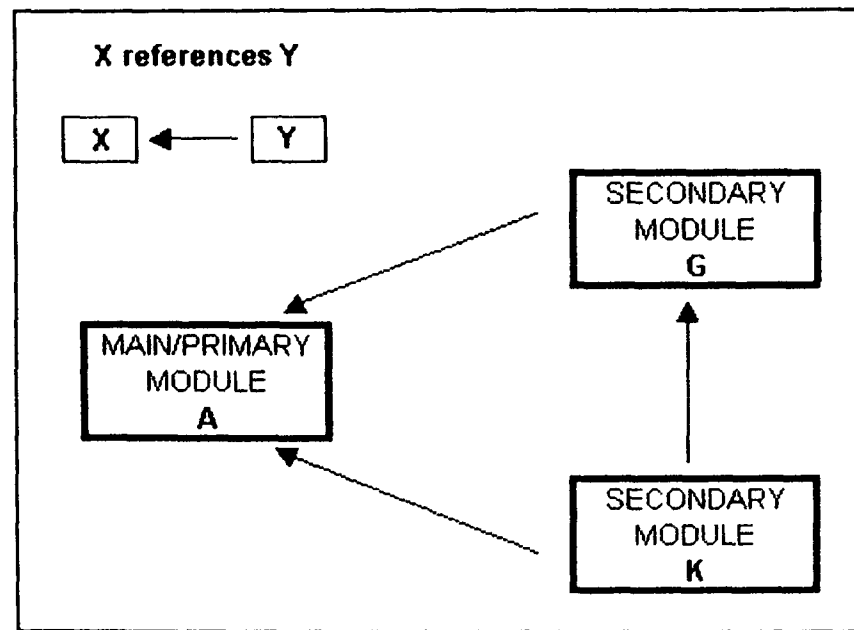 X references Y
X Y
SECONDARY
MODULE
G
MAIN/PRIMARY
MODULE
A
SECONDARY
MODULE
K